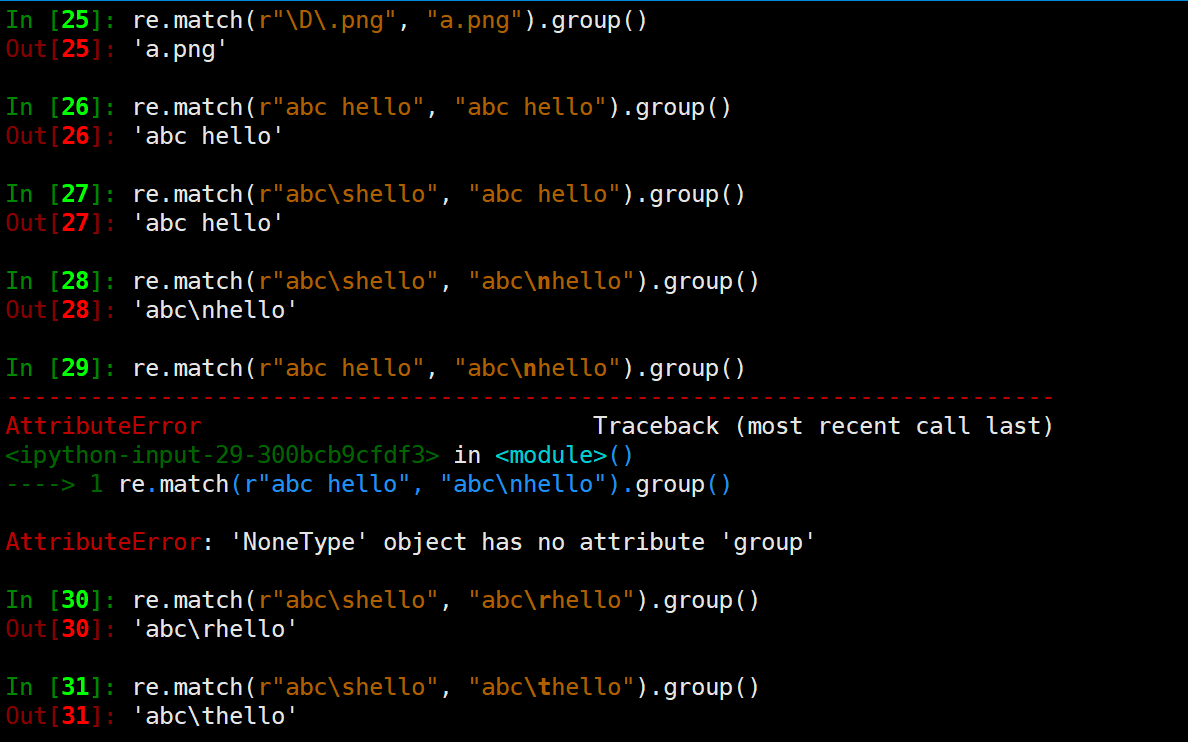 In [25]: re.match(r"\D\.png", "a.png").group()
Out[25]: 'a.png'
In [26]: re.match(r"abc hello", "abc hello").group()
Out[26]: 'abc hello'
In [27]: re.match(r"abc\shello", "abc hello").group()
Out[27]: 'abc hello'
In [28]: re.match(r"abc\shello", "abc\nhello").group()
Out[28]: 'abc\nhello'
In [29]: re.match(r"abc hello", "abc\nhello").group()
---------------------------------------------------------------------------
AttributeError                            Traceback (most recent call last)
<ipython-input-29-300bcb9cfdf3> in <module>()
----> 1 re.match(r"abc hello", "abc\nhello").group()
AttributeError: 'NoneType' object has no attribute 'group'
In [30]: re.match(r"abc\shello", "abc\rhello").group()
Out[30]: 'abc\rhello'
In [31]: re.match(r"abc\shello", "abc\thello").group()
Out[31]: 'abc\thello'